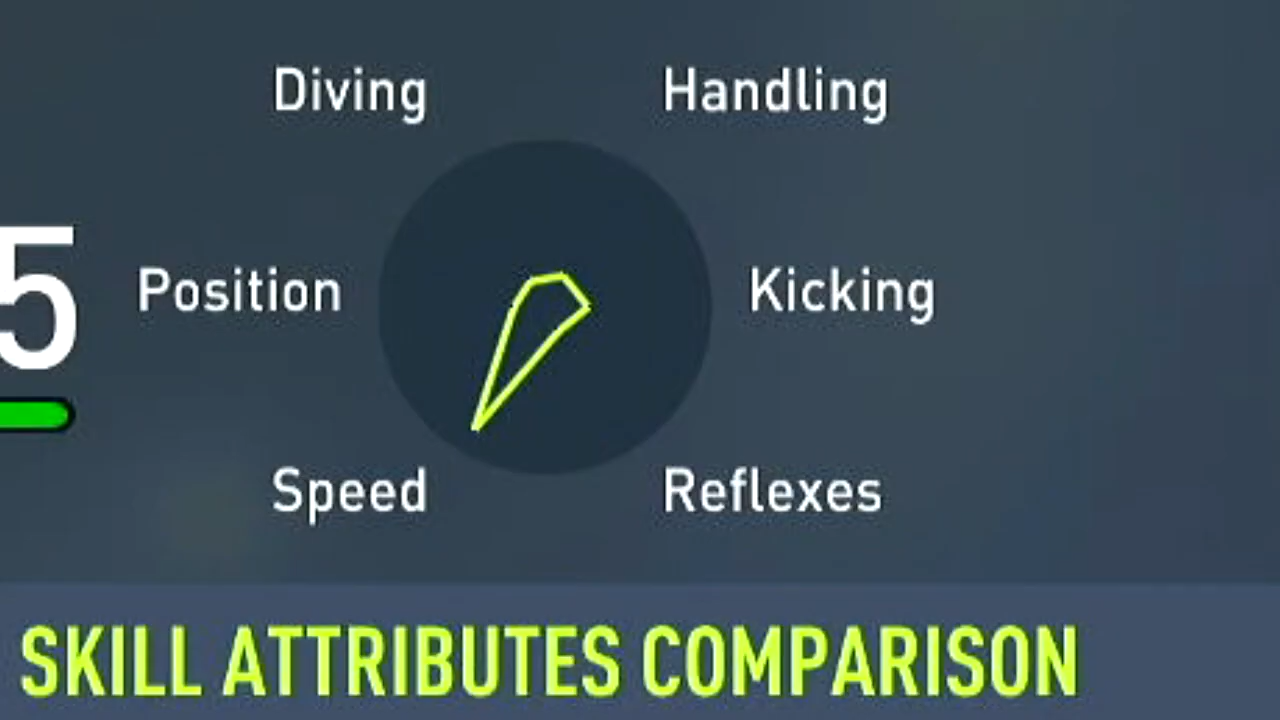 Diving Handling
5
Position Kicking
Speed Reflexes
SKILL ATTRIBUTES COMPARISON